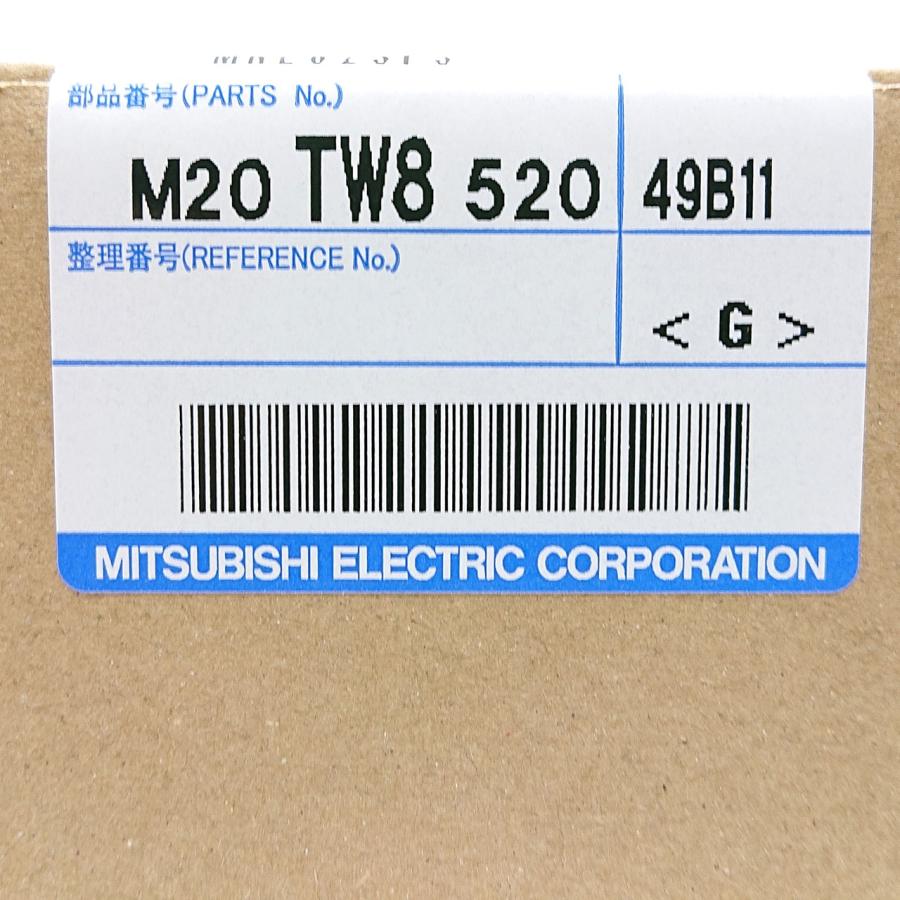 部品番号(PARTS No.)
M20 TW8 520 49B11
整理番号(REFERENCE No.)
< G >
MITSUBISHI ELECTRIC CORPORATION